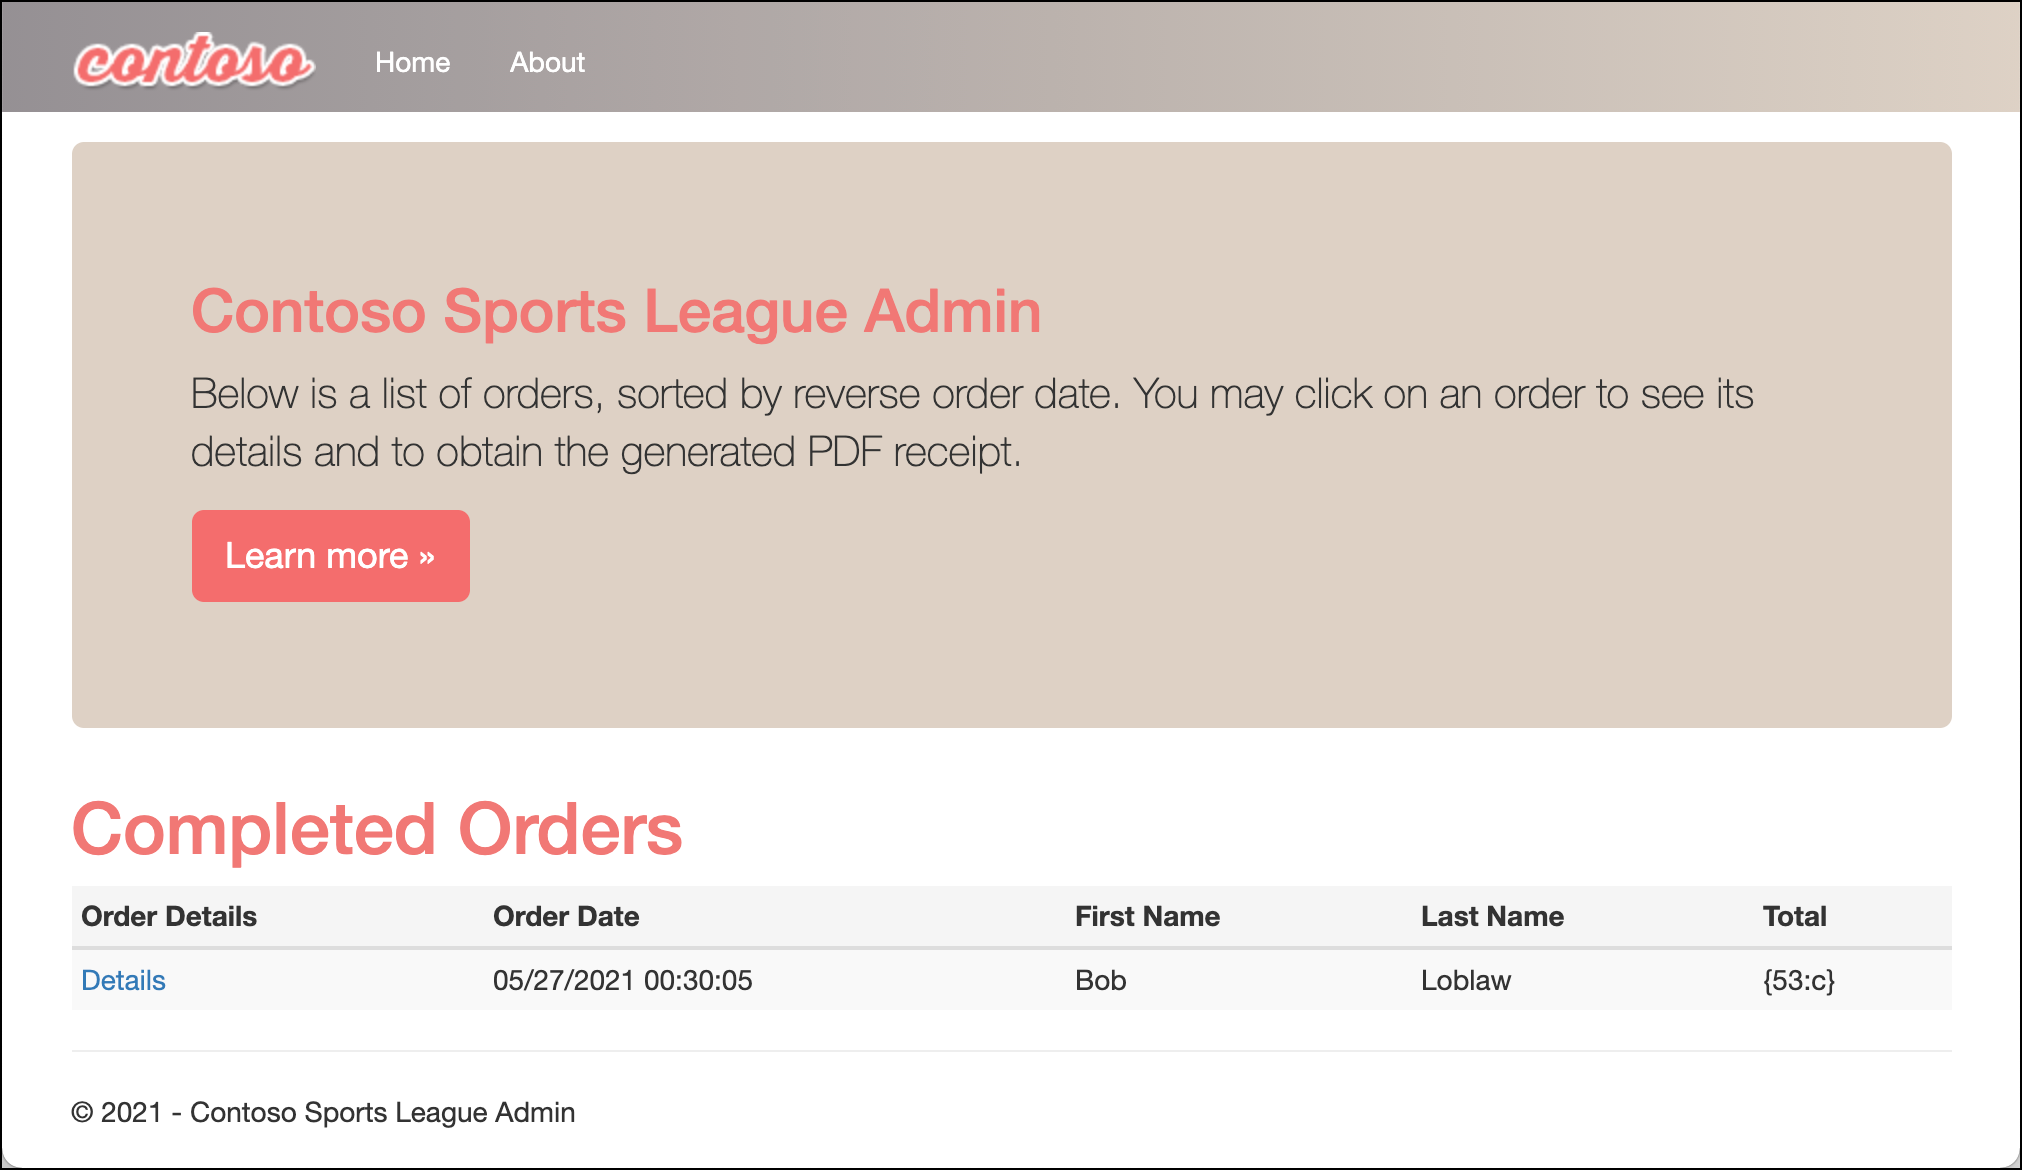 contoso Home About
Contoso Sports League Admin
Below is a list of orders, sorted by reverse order date. You may click on an order to see its
details and to obtain the generated PDF receipt.
Learn more »
Completed Orders
Order Details Order Date First Name Last Name Total
Details 05/27/2021 00:30:05 Bob Loblaw {53:c}
© 2021 - Contoso Sports League Admin